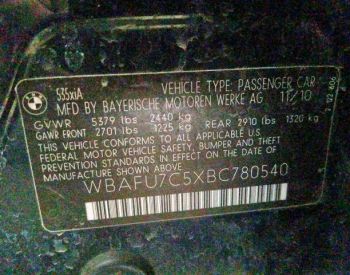 BMW
535xiA
VEHICLE TYPE: PASSENGER CAR
MFD BY BAYERISCHE MOTOREN WERKE AG 11/10
GVWR 5379 lbs 2440 kg
GAWR FRONT 2701 lbs 1225 kg REAR 2910 lbs 1320 kg
THIS VEHICLE CONFORMS TO ALL APPLICABLE
FEDERAL MOTOR VEHICLE SAFETY, BUMPER AND THEFT
PREVENTION STANDARDS IN EFFECT ON THE DATE OF
MANUFACTURE SHOWN ABOVE
WBAFU7C5XBC780540